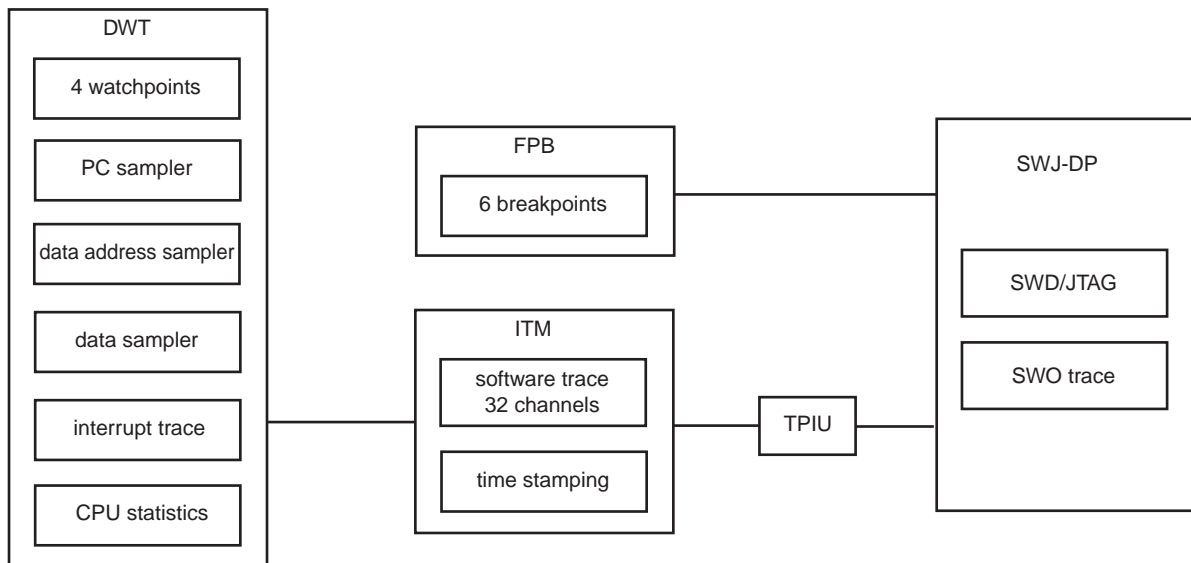 DWT
4 watchpoints
PC sampler
data address sampler
data sampler
interrupt trace
CPU statistics
FPB
6 breakpoints
ITM
software trace
32 channels
time stamping
TPIU
SWJ-DP
SWD/JTAG
SWO trace